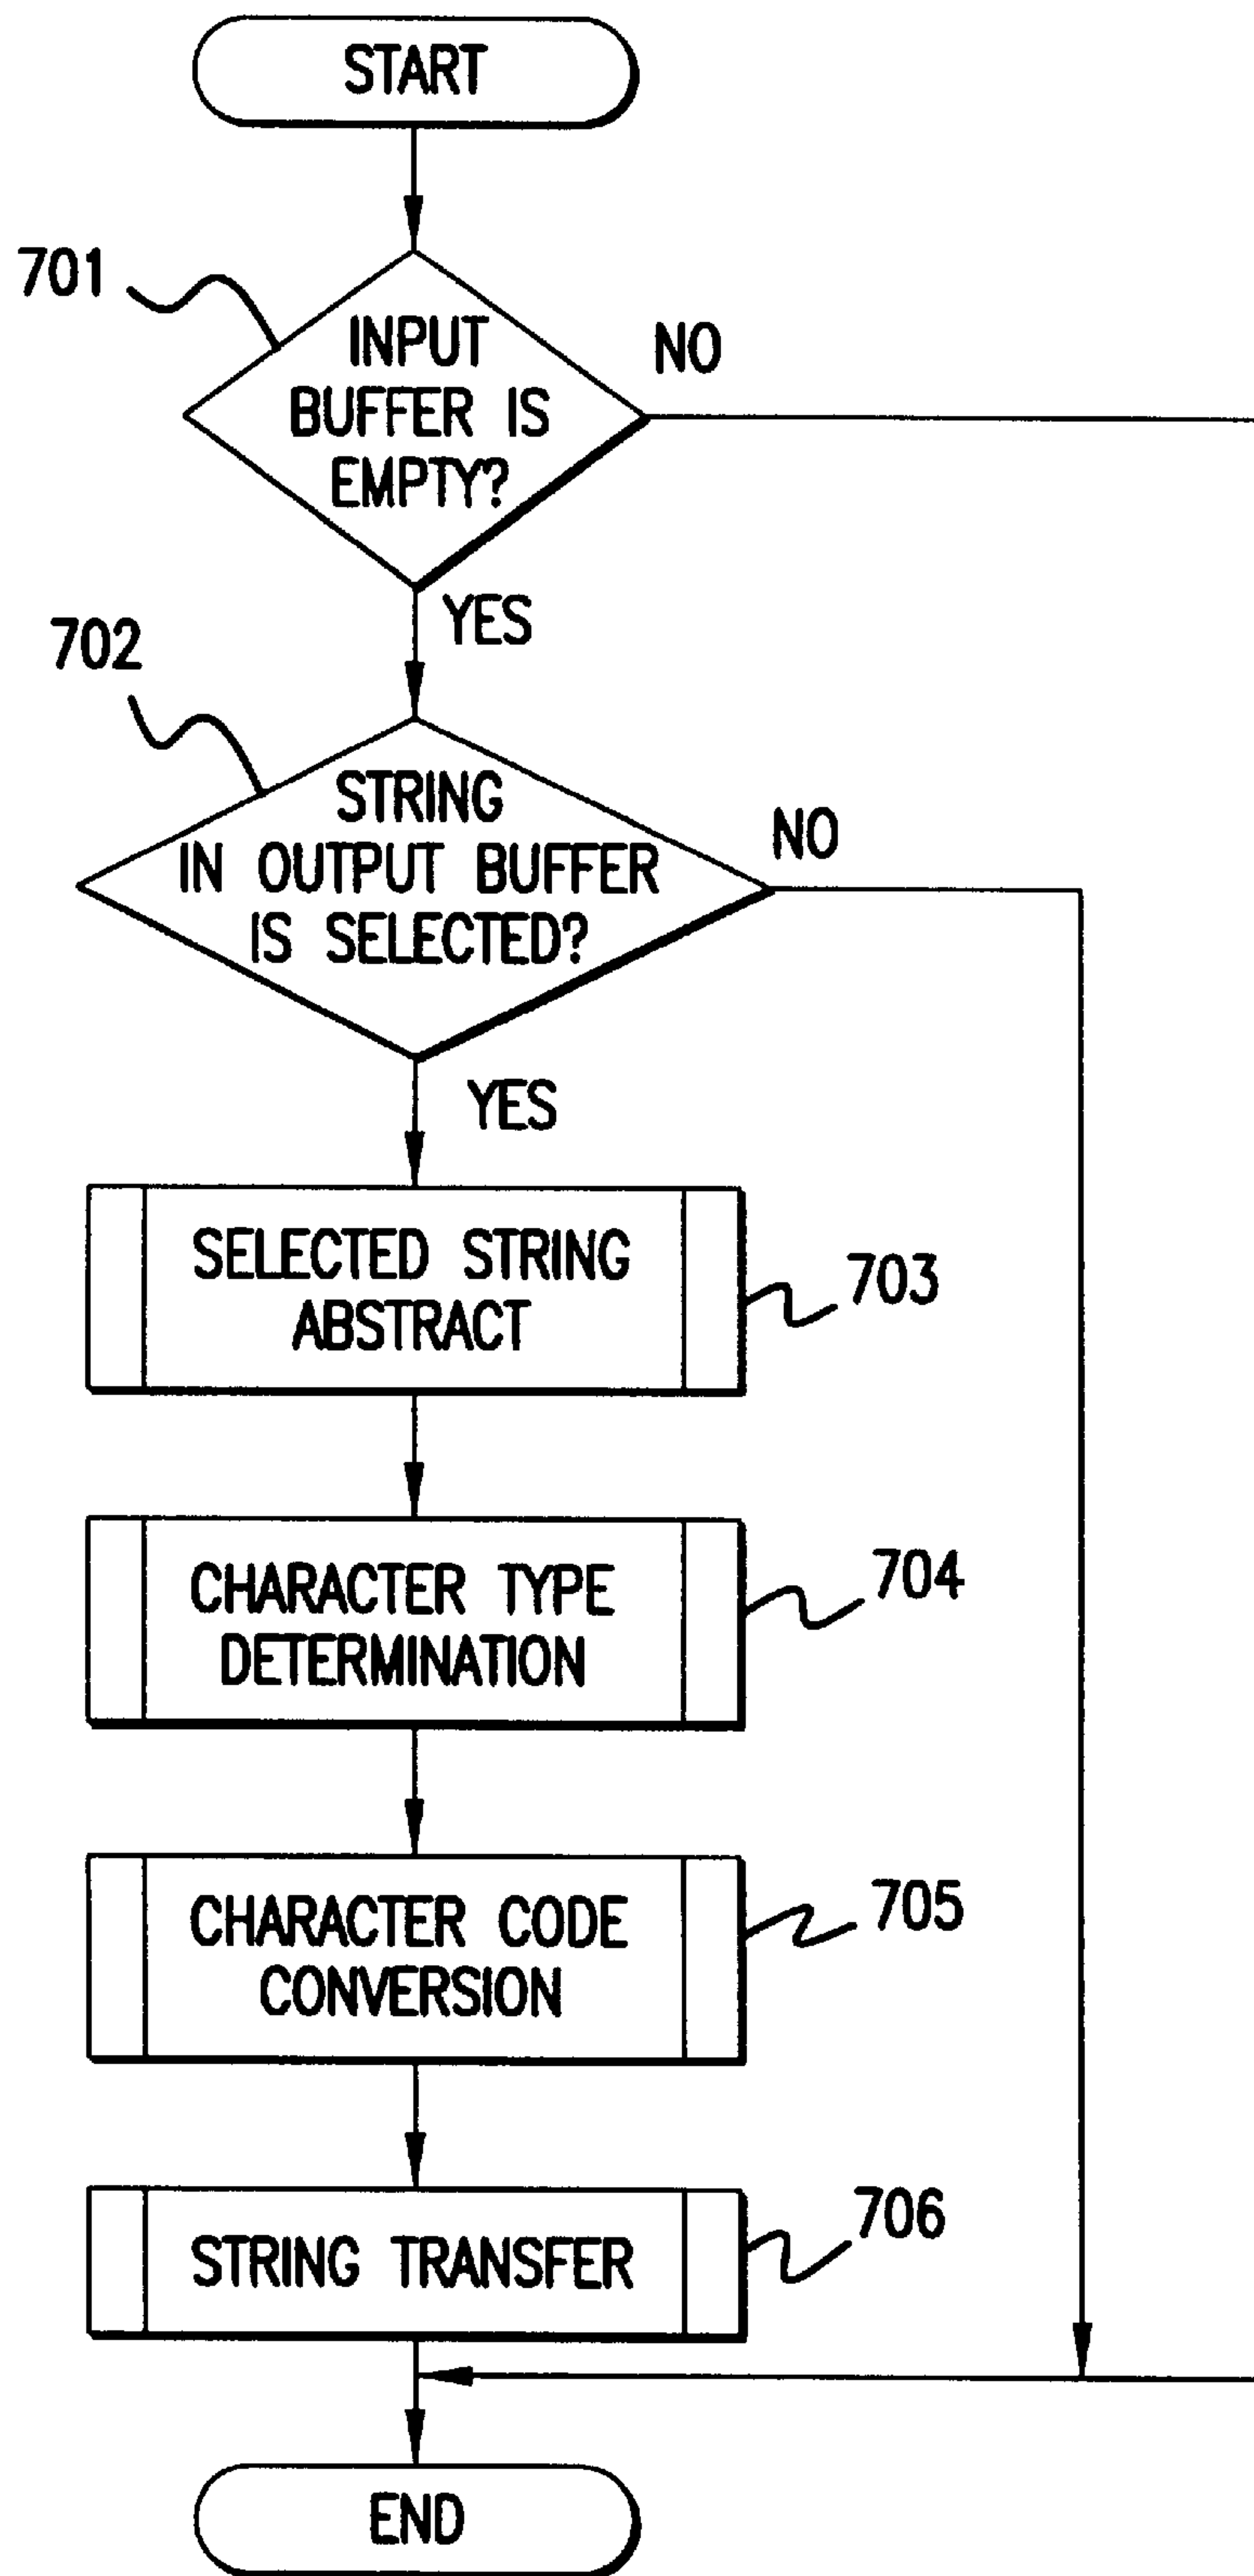 START
701
INPUT
BUFFER IS
EMPTY?
NO
YES
702
STRING
IN OUTPUT BUFFER
IS SELECTED?
NO
YES
SELECTED STRING
ABSTRACT
703
CHARACTER TYPE
DETERMINATION
704
CHARACTER CODE
CONVERSION
705
STRING TRANSFER
706
END